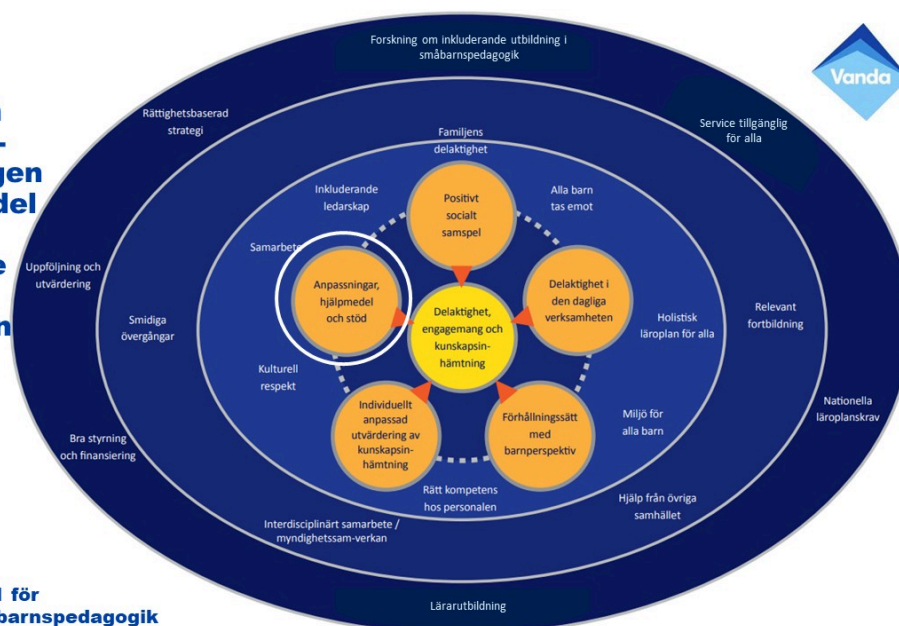 Forskning om inkluderande utbildning i
småbarnspedagogik
Vanda
Rättighetsbaserad
strategi
Service tillgänglig
för alla
Familjens
delaktighet
Inkluderande
ledarskap
Positivt
socialt
samspel
Alla barn
tas emot
Samarbete
Uppföljning och
utvärdering
Anpassningar,
hjälpmedel
och stöd
Delaktighet i
den dagliga
verksamheten
Delaktighet,
engagemang och
kunskapsin-
hämtning
Smidiga
övergångar
Holistisk
läroplan för alla
Relevant
fortbildning
Kulturell
respekt
Individuellt
anpassad
utvärdering av
kunskapsin-
hämtning
Förhållningssätt
med
barnperspektiv
Miljö för
alla barn
Nationella
läroplanskrav
Bra styrning
och finansiering
Rätt kompetens
hos personalen
Hjälp från övriga
samhället
Interdisciplinärt samarbete /
myndighetssam-verkan
Lärarutbildning
för
barnspedagogik